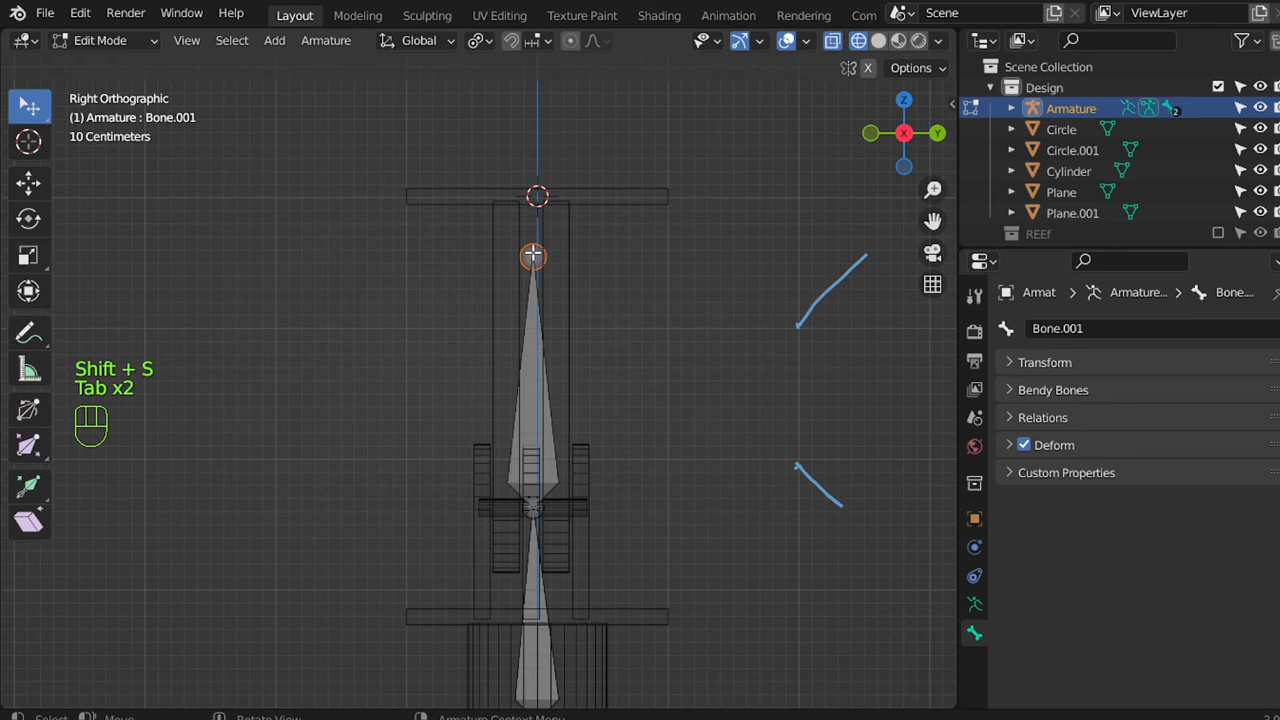 File Edit Render Window Help Layout Modeling Sculpting UV Editing Texture Paint Shading Animation Rendering Com Scene ViewLayer
Edit Mode View Select Add Armature Global
X Options
Right Orthographic
(1) Armature : Bone.001
10 Centimeters
Z
X
Y
Shift + S
Tab x2
Scene Collection
Design
Armature 2
Circle
Circle.001
Cylinder
Plane
Plane.001
REEf
Armat > Armature... > Bone....
Bone.001
Transform
Bendy Bones
Relations
Deform
Custom Properties
Select Move Rotate View Armature Context Menu